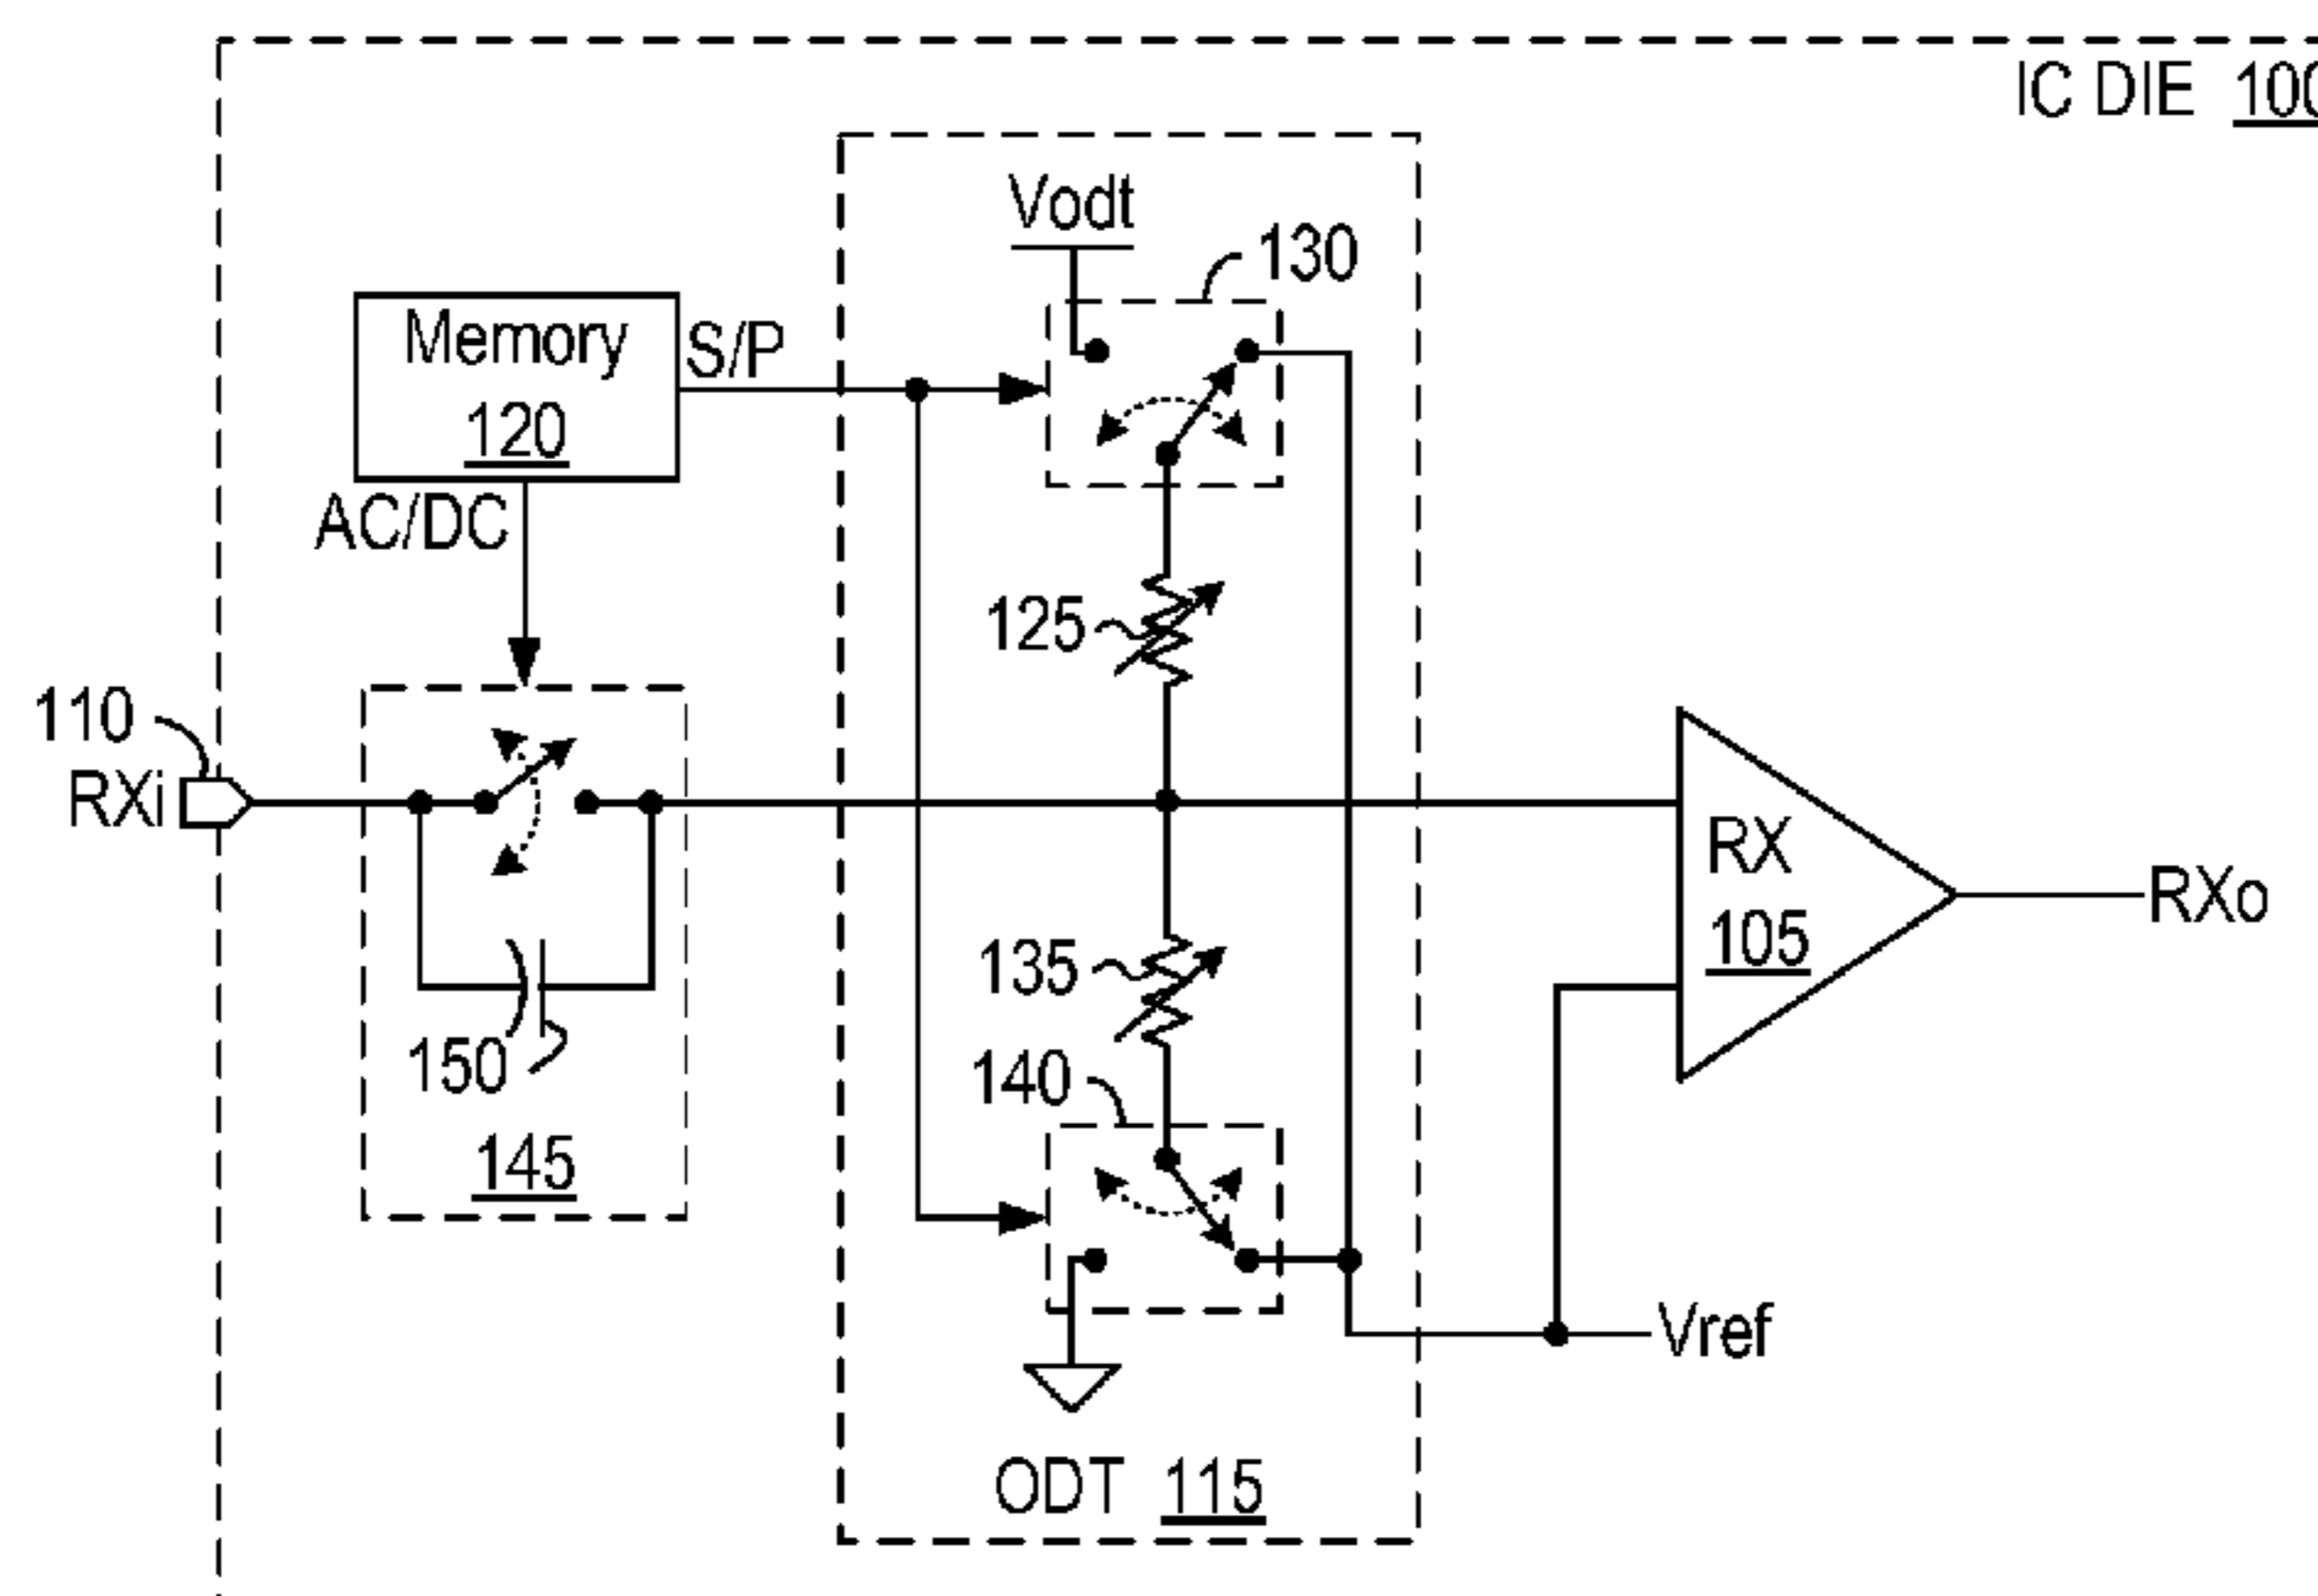 IC DIE 100
Vodt
130
Memory
120
S/P
AC/DC
125
110
RXi
RX
105
RXo
135
150
140
145
Vref
ODT 115